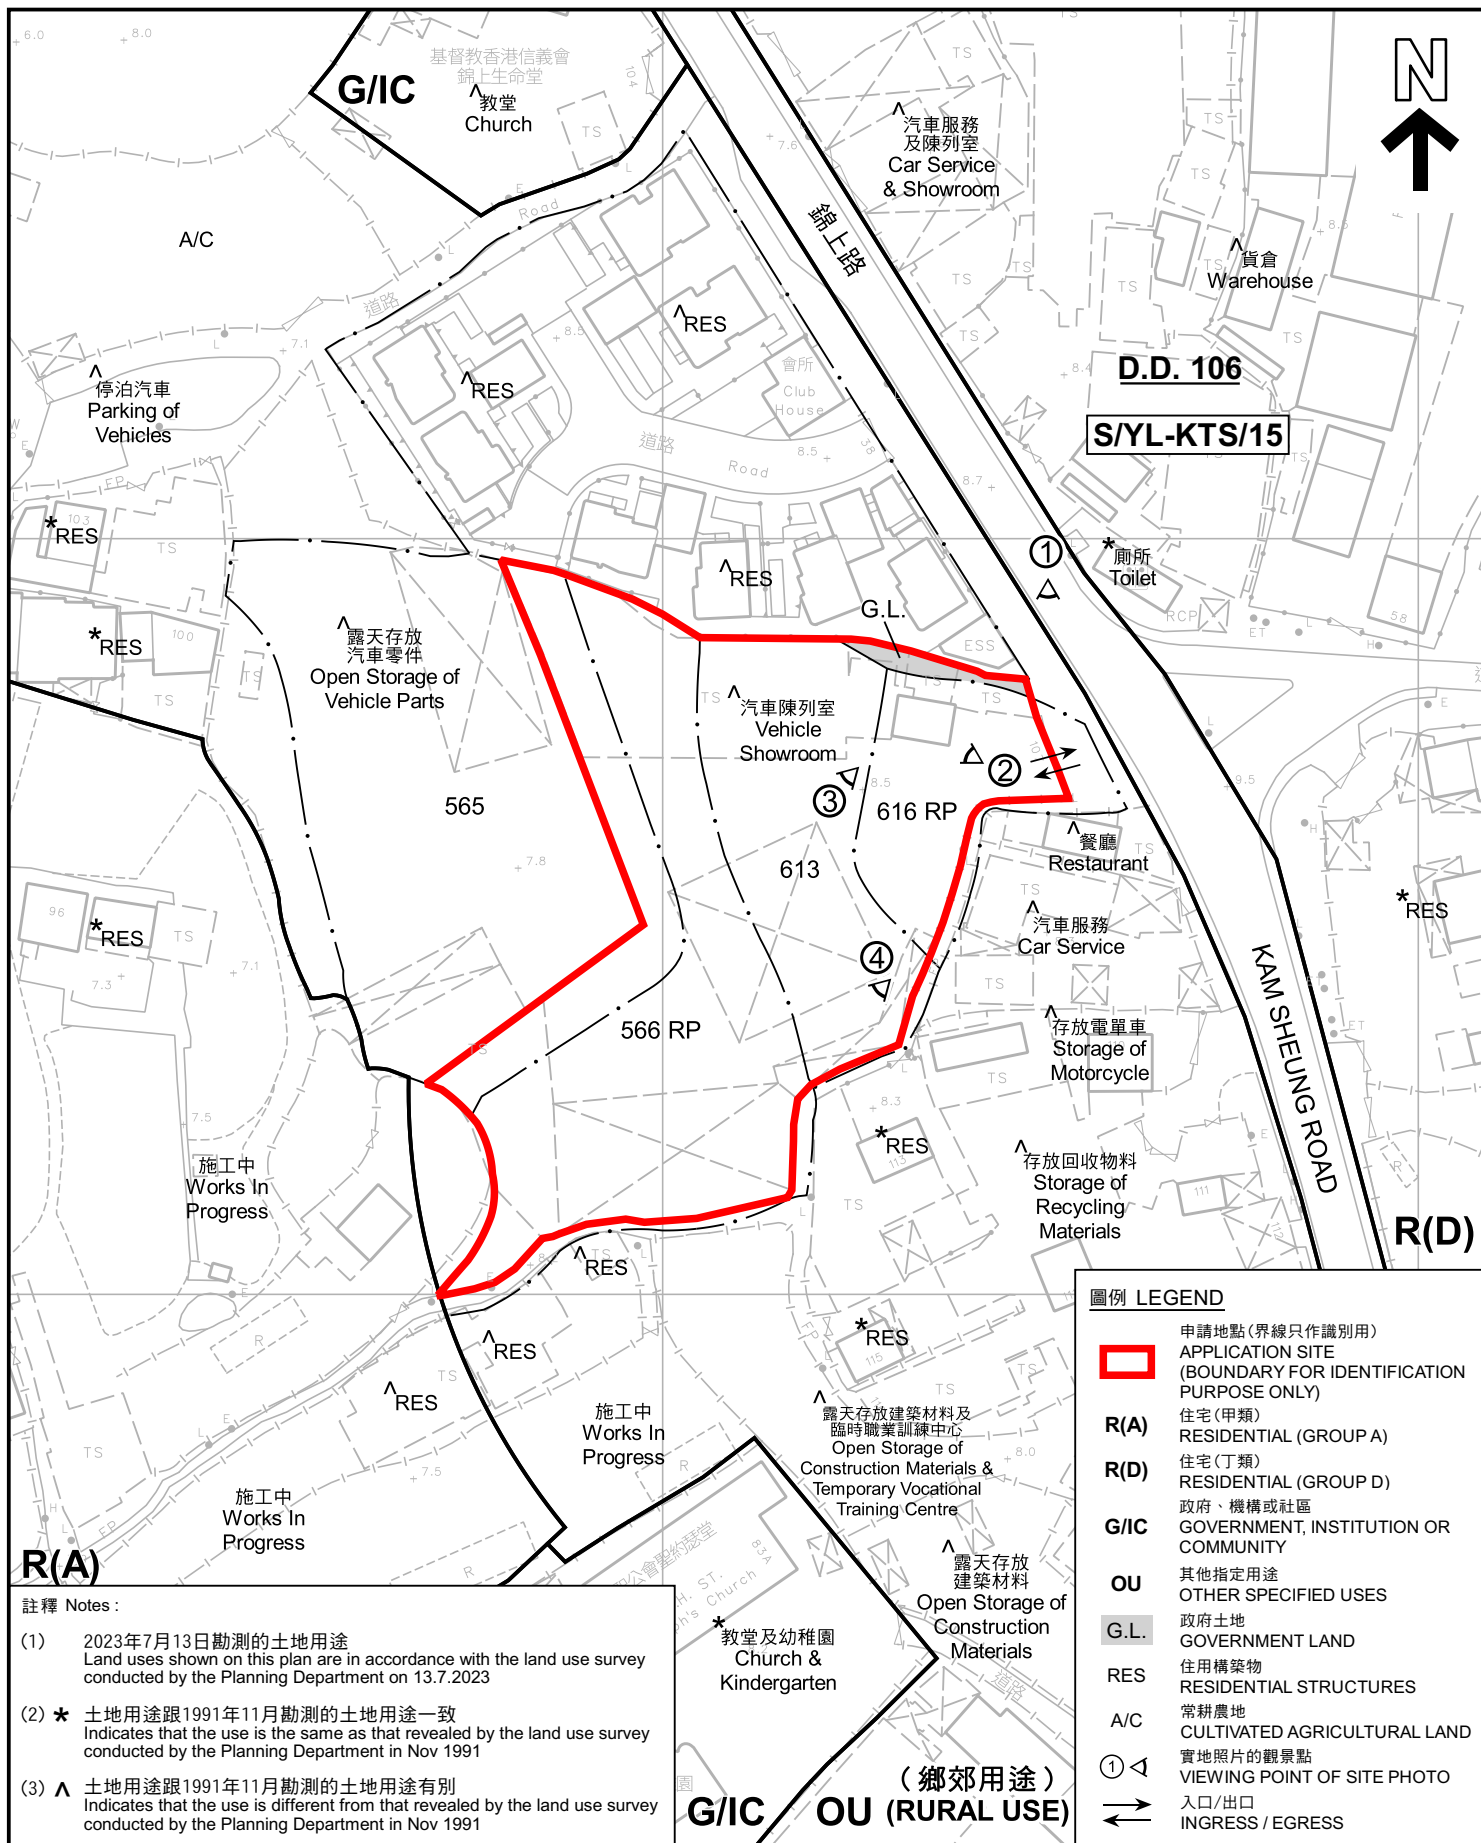 基督教香港信義會
錦上生命堂
G/IC
^教堂
Church
^汽車服務
及陳列室
Car Service
& Showroom
N
錦上路
A/C
Road
道路
^貨倉
Warehouse
^RES
^RES
會所
Club
House
D.D. 106
S/YL-KTS/15
^停泊汽車
Parking of
Vehicles
道路
Road
*RES
*RES
^RES
①
*廁所
Toilet
RCP
G.L.
ESS
^露天存放
汽車零件
Open Storage of
Vehicle Parts
^汽車陳列室
Vehicle
Showroom
②
③
565
616 RP
613
^餐廳
Restaurant
*RES
*RES
④
^汽車服務
Car Service
KAM SHEUNG ROAD
566 RP
^存放電單車
Storage of
Motorcycle
*RES
^存放回收物料
Storage of
Recycling
Materials
施工中
Works In
Progress
R(D)
^RES
^RES
*RES
^RES
施工中
Works In
Progress
^露天存放建築材料及
臨時職業訓練中心
Open Storage of
Construction Materials &
Temporary Vocational
Training Centre
施工中
Works In
Progress
R(A)
^露天存放
建築材料
Open Storage of
Construction
Materials
*教堂及幼稚園
Church &
Kindergarten
道路
G/IC
OU
(鄉郊用途)
(RURAL USE)
註釋 Notes :
(1) 2023年7月13日勘測的土地用途
Land uses shown on this plan are in accordance with the land use survey
conducted by the Planning Department on 13.7.2023
(2) * 土地用途跟1991年11月勘測的土地用途一致
Indicates that the use is the same as that revealed by the land use survey
conducted by the Planning Department in Nov 1991
(3) ^ 土地用途跟1991年11月勘測的土地用途有別
Indicates that the use is different from that revealed by the land use survey
conducted by the Planning Department in Nov 1991
圖例 LEGEND
申請地點(界線只作識別用)
APPLICATION SITE
(BOUNDARY FOR IDENTIFICATION
PURPOSE ONLY)
R(A) 住宅(甲類)
RESIDENTIAL (GROUP A)
R(D) 住宅(丁類)
RESIDENTIAL (GROUP D)
G/IC 政府、機構或社區
GOVERNMENT, INSTITUTION OR
COMMUNITY
OU 其他指定用途
OTHER SPECIFIED USES
G.L. 政府土地
GOVERNMENT LAND
RES 住用構築物
RESIDENTIAL STRUCTURES
A/C 常耕農地
CULTIVATED AGRICULTURAL LAND
① 實地照片的觀景點
VIEWING POINT OF SITE PHOTO
入口/出口
INGRESS / EGRESS